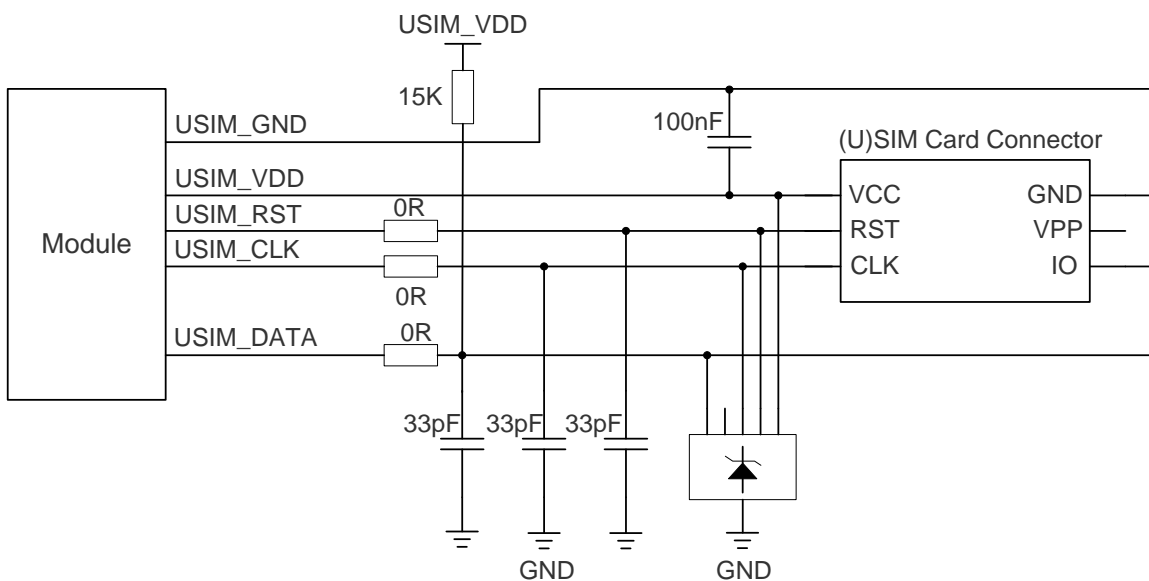 USIM_VDD
15K
USIM_GND
100nF
(U)SIM Card Connector
USIM_VDD
VCC
GND
USIM_RST
0R
RST
VPP
Module
USIM_CLK
0R
CLK
IO
USIM_DATA
0R
33pF
33pF
33pF
GND
GND